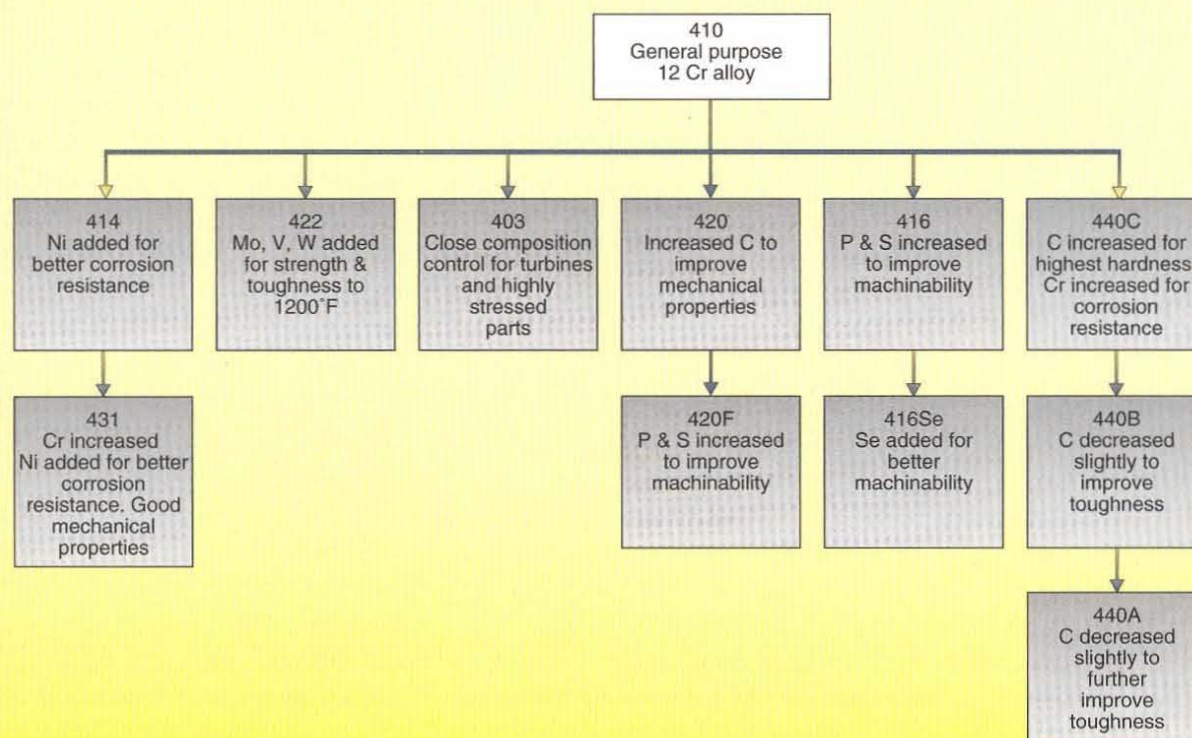 410
General purpose
12 Cr alloy
414
Ni added for
better corrosion
resistance
422
Mo, V, W added
for strength &
toughness to
1200˚F
403
Close composition
control for turbines
and highly
stressed
parts
420
Increased C to
improve
mechanical
properties
416
P & S increased
to improve
machinability
440C
C increased for
highest hardness
Cr increased for
corrosion
resistance
431
Cr increased
Ni added for better
corrosion
resistance. Good
mechanical
properties
420F
P & S increased
to improve
machinability
416Se
Se added for
better
machinability
440B
C decreased
slightly to
improve
toughness
440A
C decreased
slightly to
further
improve
toughness